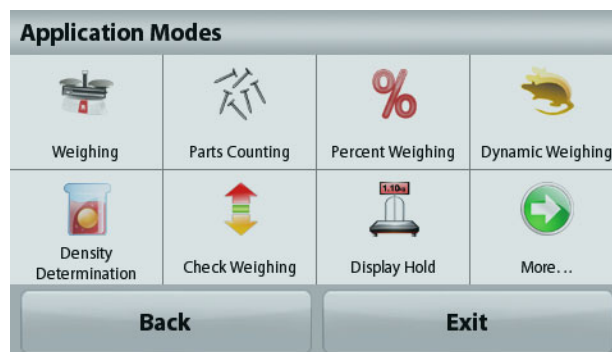 Application Modes
Weighing
Parts Counting
Percent Weighing
Dynamic Weighing
1.10kg
Density
Determination
Check Weighing
Display Hold
More...
Back
Exit